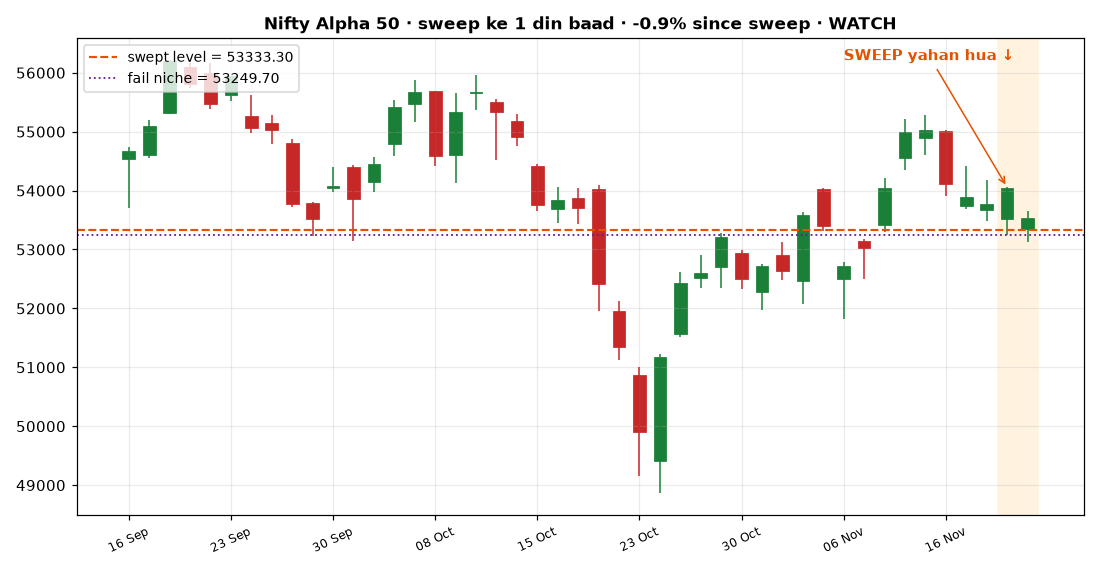 Nifty Alpha 50 · sweep ke 1 din baad · -0.9% since sweep · WATCH
swept level = 53333.30
fail niche = 53249.70
SWEEP yahan hua ↓
56000
55000
54000
53000
52000
51000
50000
49000
16 Sep
23 Sep
30 Sep
08 Oct
15 Oct
23 Oct
30 Oct
06 Nov
16 Nov